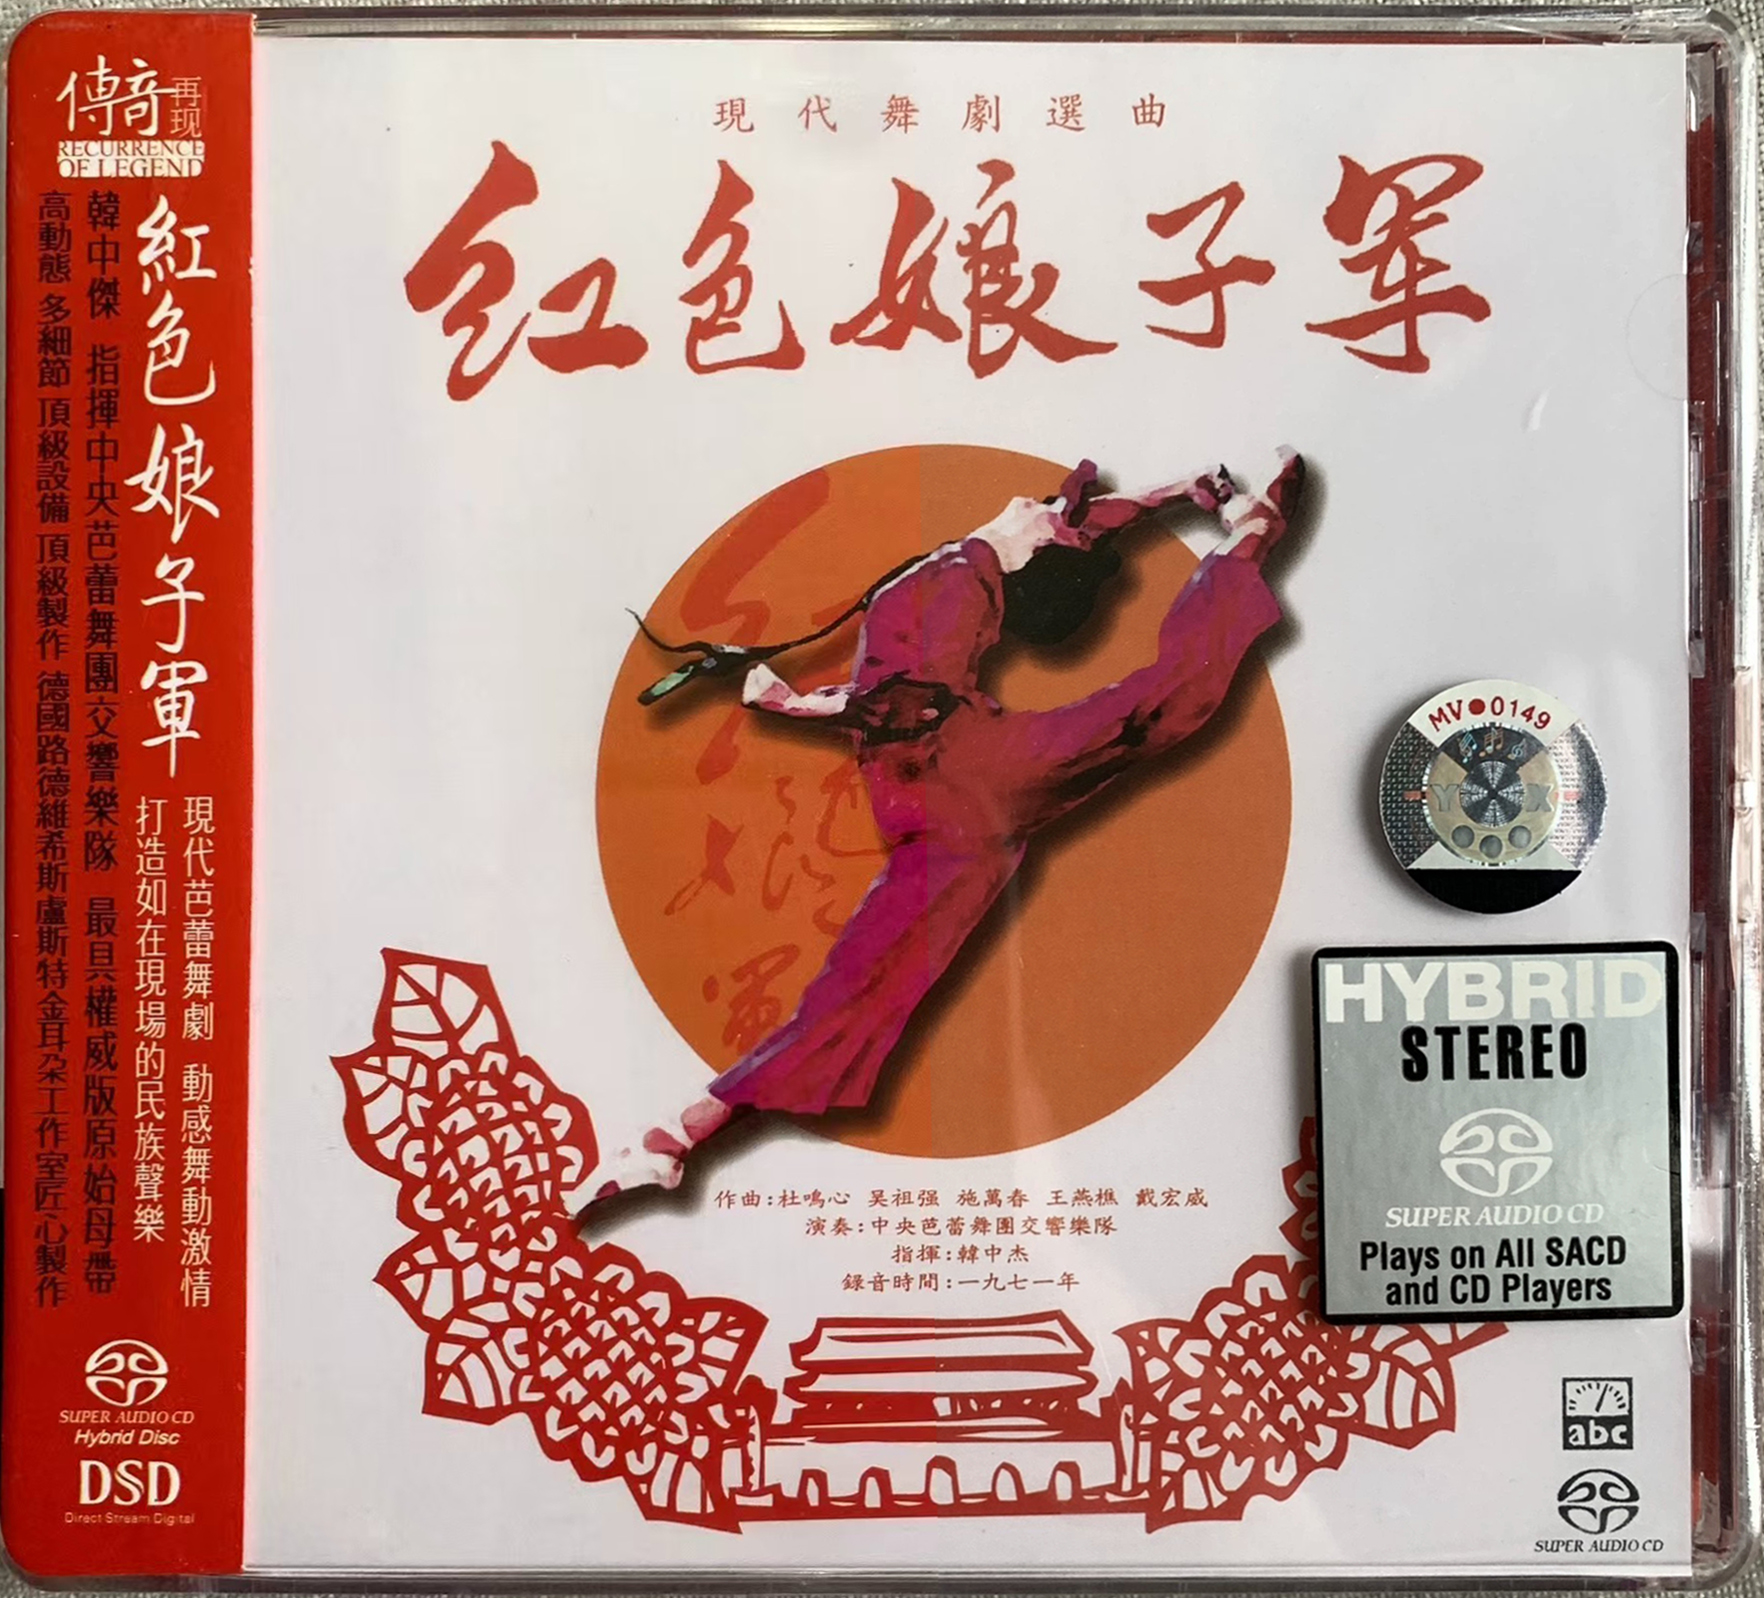 傳奇再现
RECURRENCE
OF LEGEND
紅色娘子軍
現代芭蕾舞劇 動感舞動激情
打造如在現場的民族聲樂
韓中傑 指揮中央芭蕾舞團交響樂隊 最具權威版原始母帶
高動態 多細節 頂級設備 頂級製作 德國路德維希斯盧斯特金耳朵工作室匠心製作
SUPER AUDIO CD
Hybrid Disc
DSD
Direct Stream Digital
現代舞劇選曲
红色娘子军
MV●0149
Y X
HYBRID
STEREO
SUPER AUDIO CD
Plays on All SACD
and CD Players
作曲:杜鳴心 吴祖强 施萬春 王燕樵 戴宏威
演奏:中央芭蕾舞團交響樂隊
指揮:韓中杰
録音時間:一九七一年
abc
SUPER AUDIO CD